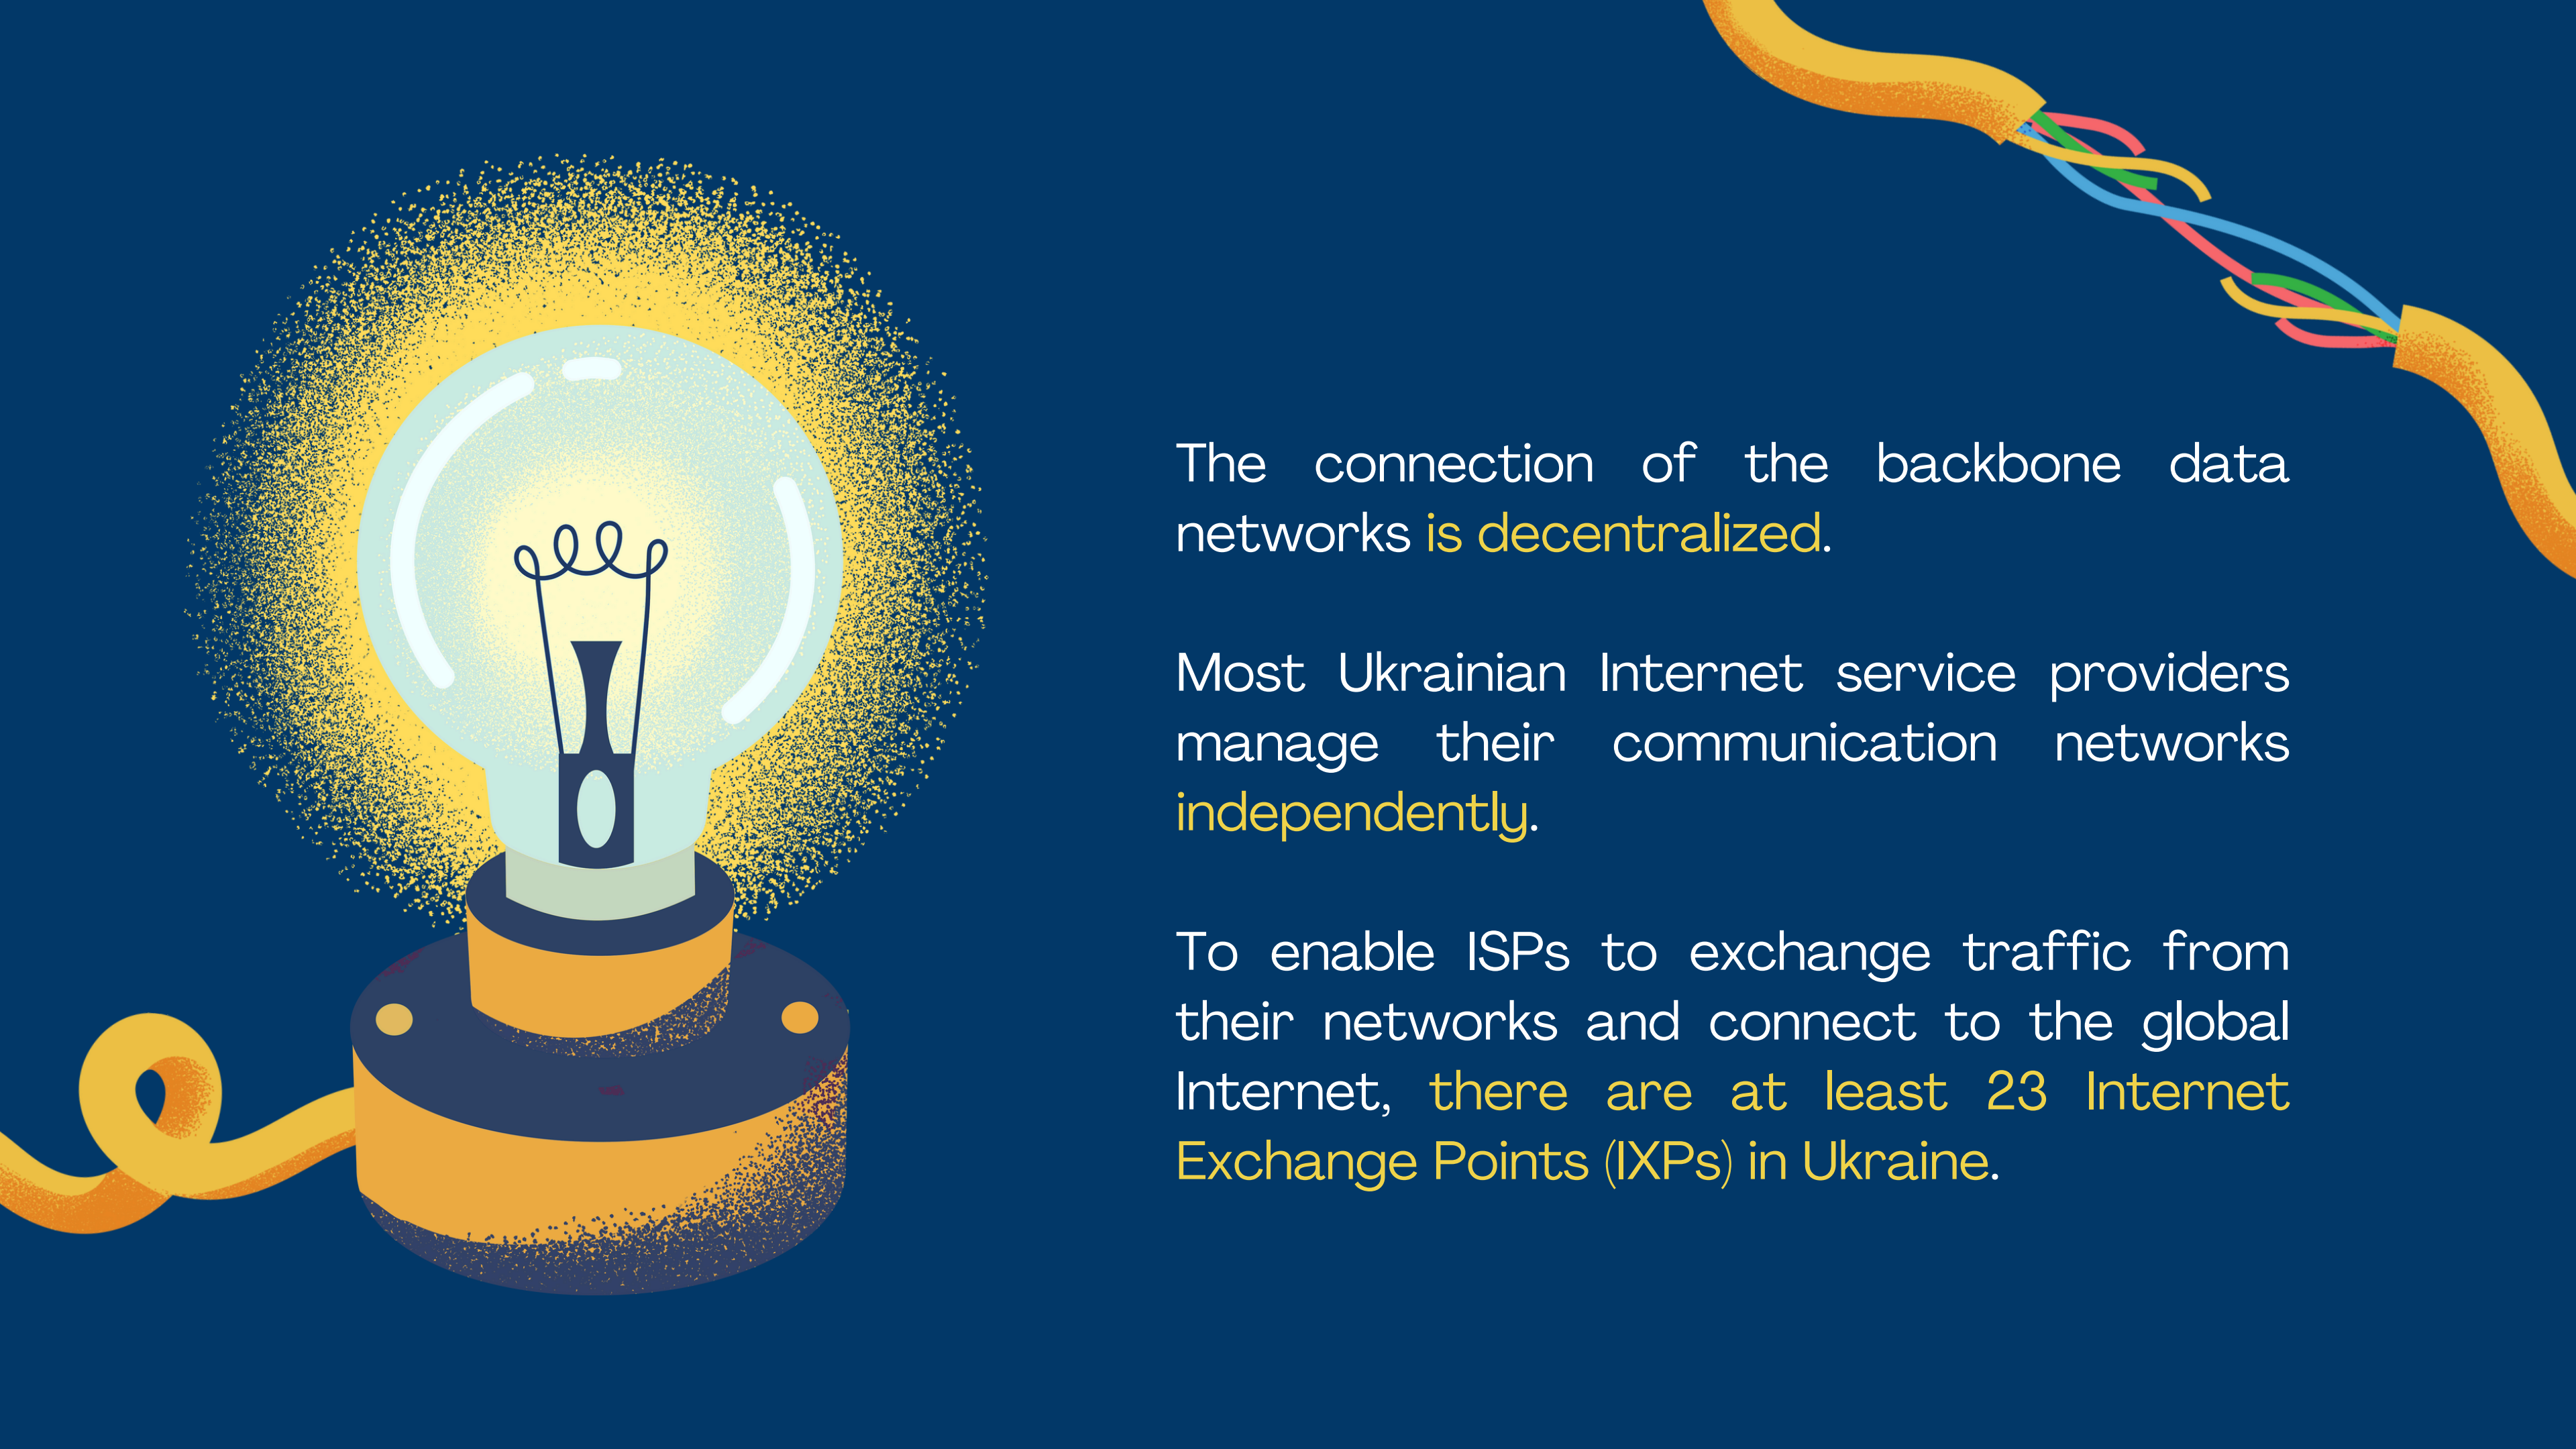 The connection of the backbone data
networks is decentralized.
Most Ukrainian Internet service providers
manage their communication networks
independently.
To enable ISPs to exchange traffic from
their networks and connect to the global
Internet, there are at least 23 Internet
Exchange Points (IXPs) in Ukraine.